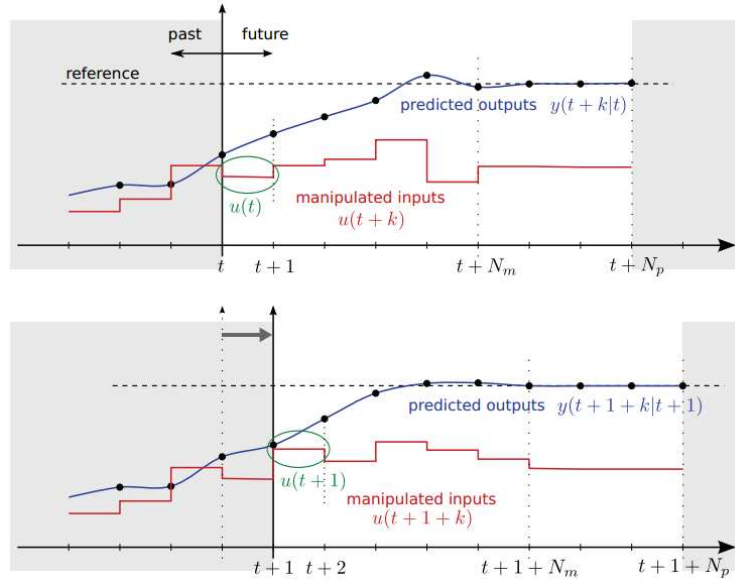 past future
reference
predicted outputs y(t + k|t)
u(t)
manipulated inputs
u(t + k)
t t + 1 t + N_m t + N_p
predicted outputs y(t + 1 + k|t + 1)
u(t + 1)
manipulated inputs
u(t + 1 + k)
t + 1 t + 2 t + 1 + N_m t + 1 + N_p